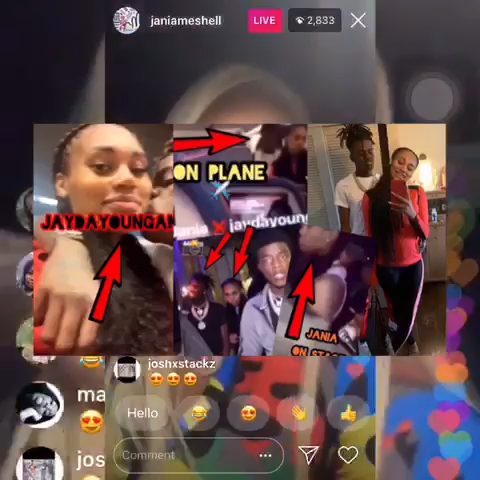 janiameshell
LIVE
2,833
ON PLANE
JAYDAYOUNGAN
jania
jaydayoung
JANIA
ON STAGE
joshxstackz
ma
Hello
jos
Comment